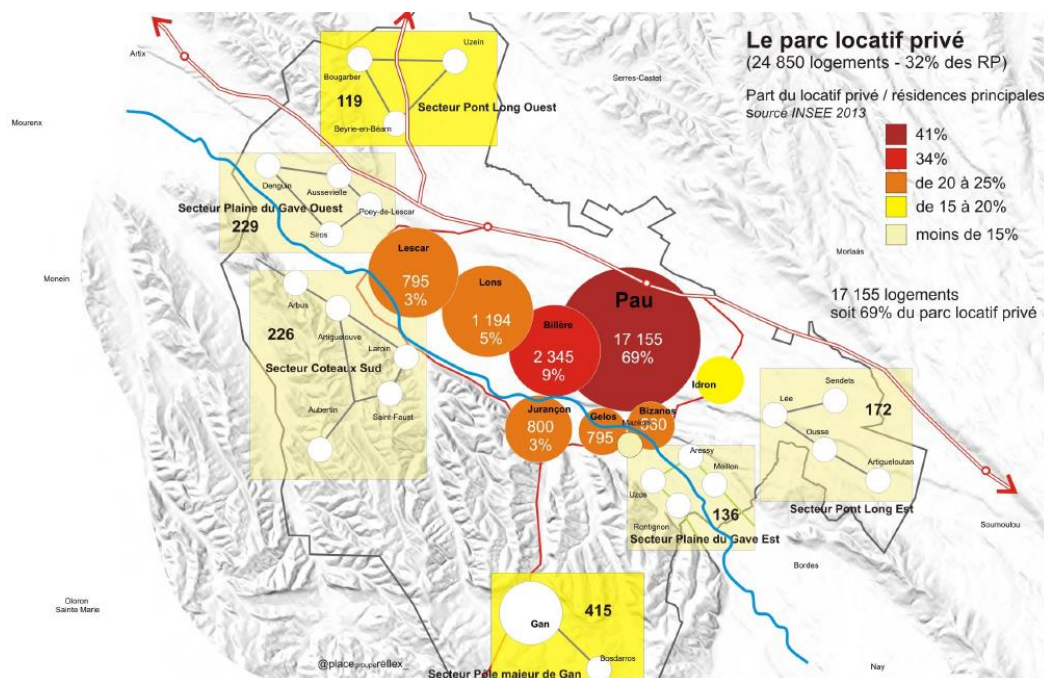 Le parc locatif privé
(24 850 logements - 32% des RP)
Part du locatif privé / résidences principales
source INSEE 2013
41%
34%
de 20 à 25%
de 15 à 20%
moins de 15%
17 155 logements
soit 69% du parc locatif privé
Artix
Uzein
Bougarber
119
Secteur Pont Long Ouest
Beyrie-en-Béarn
Serres-Castet
Mourenx
Denguin
Aussevielle
Secteur Plaine du Gave Ouest
Poey-de-Lescar
229
Siros
Morlaàs
Monein
Lescar
795
3%
Lons
1 194
5%
Billère
2 345
9%
Pau
17 155
69%
Arbus
Artiguelouve
226
Laroin
Secteur Coteaux Sud
Aubertin
Saint-Faust
Idron
Jurançon
800
3%
Gelos
795
Bizanos
Sendets
Lée
172
Ousse
Artigueloutan
Secteur Pont Long Est
Aressy
Meillon
Uzos
136
Rontignon
Secteur Plaine du Gave Est
Soumoulou
Bordes
Oloron
Sainte Marie
415
Gan
Bosdarros
Secteur Pôle majeur de Gan
@placegroupereflex_
Nay